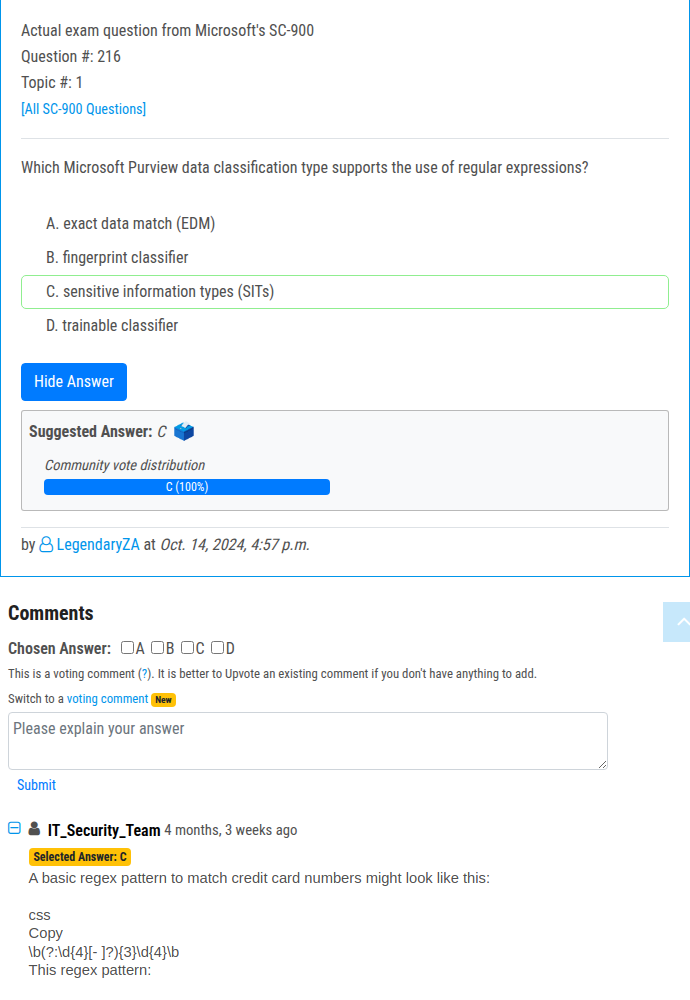 Actual exam question from Microsoft's SC-900
Question #: 216
Topic #: 1
[All SC-900 Questions]
Which Microsoft Purview data classification type supports the use of regular expressions?
A. exact data match (EDM)
B. fingerprint classifier
C. sensitive information types (SITs)
D. trainable classifier
Hide Answer
Suggested Answer: C
Community vote distribution
C (100%)
by LegendaryZA at Oct. 14, 2024, 4:57 p.m.
Comments
Chosen Answer: A B C D
This is a voting comment (?). It is better to Upvote an existing comment if you don't have anything to add.
Switch to a voting comment New
Please explain your answer
Submit
IT_Security_Team 4 months, 3 weeks ago
Selected Answer: C
A basic regex pattern to match credit card numbers might look like this:
css
Copy
\b(?:\d{4}[- ]?){3}\d{4}\b
This regex pattern: